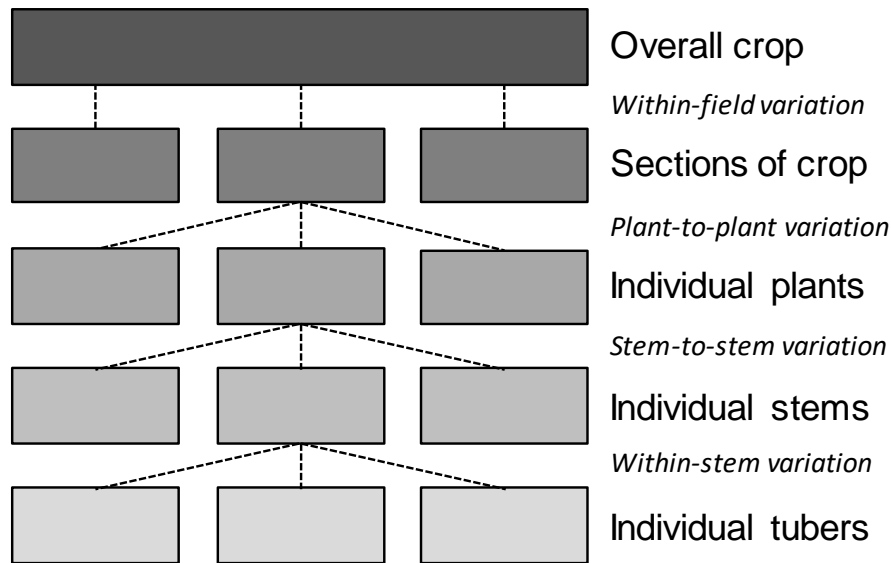 Overall crop
Within-field variation
Sections of crop
Plant-to-plant variation
Individual plants
Stem-to-stem variation
Individual stems
Within-stem variation
Individual tubers